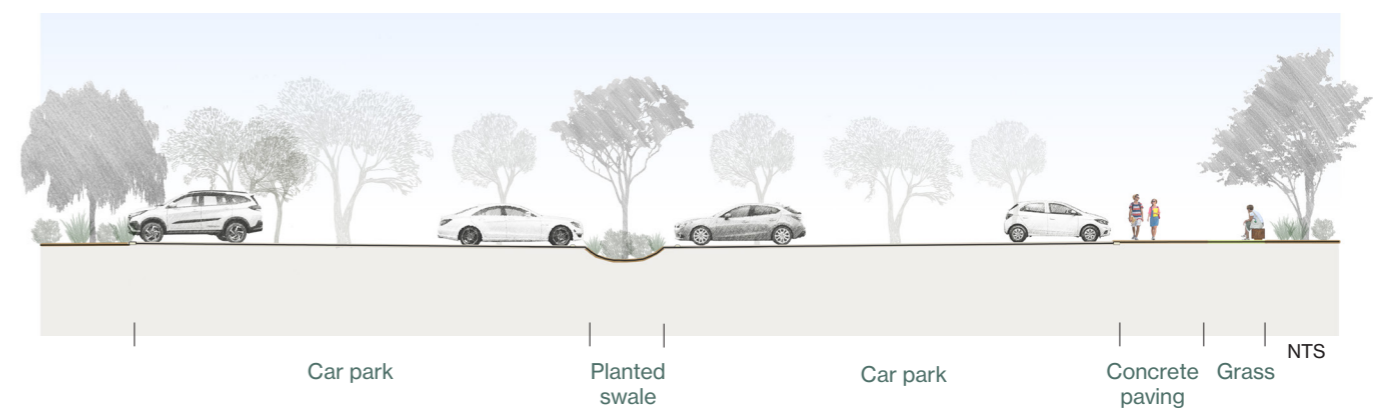 NTS
Car park
Planted
swale
Car park
Concrete
paving
Grass